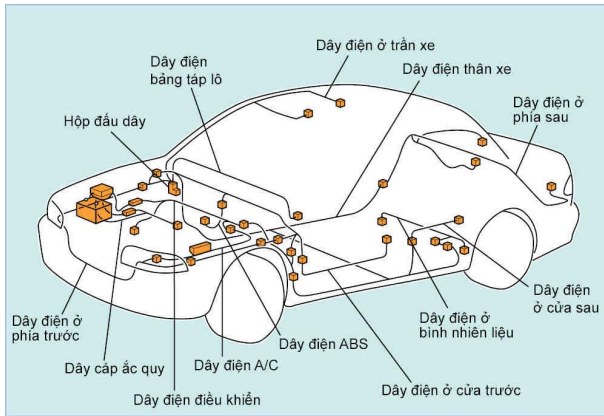 Dây điện ở trần xe
Dây điện
bảng táp lô
Dây điện thân xe
Dây điện ở
phía sau
Hộp đấu dây
Dây điện ở
phía trước
Dây cáp ắc quy
Dây điện điều khiển
Dây điện A/C
Dây điện ABS
Dây điện ở cửa trước
Dây điện ở
bình nhiên liệu
Dây điện
ở cửa sau